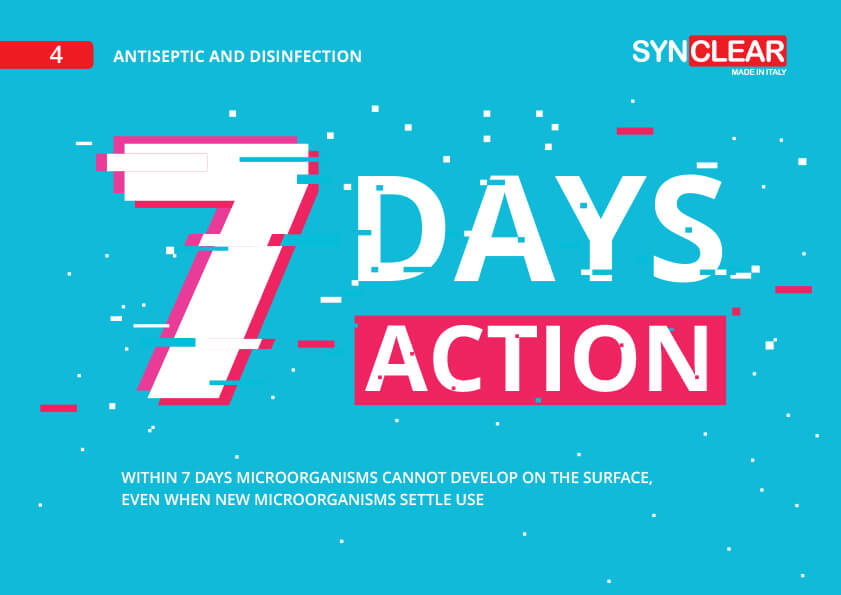 4
ANTISEPTIC AND DISINFECTION
SYNCLEAR
MADE IN ITALY
7 DAYS
ACTION
WITHIN 7 DAYS MICROORGANISMS CANNOT DEVELOP ON THE SURFACE,
EVEN WHEN NEW MICROORGANISMS SETTLE USE